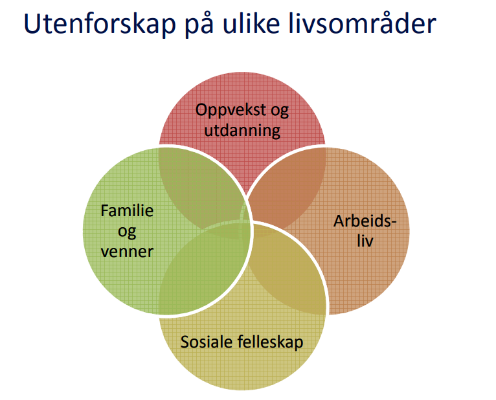 Utenforskap på ulike livsområder
Oppvekst og
utdanning
Familie
og
venner
Arbeids-
liv
Sosiale felleskap